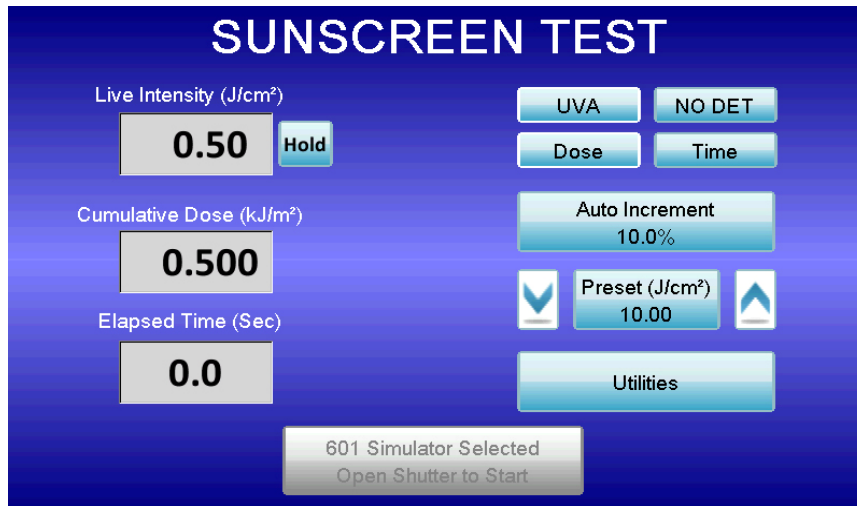 SUNSCREEN TEST
Live Intensity (J/cm²)
0.50
Hold
Cumulative Dose (kJ/m²)
0.500
Elapsed Time (Sec)
0.0
UVA
NO DET
Dose
Time
Auto Increment
10.0%
Preset (J/cm²)
10.00
Utilities
601 Simulator Selected
Open Shutter to Start